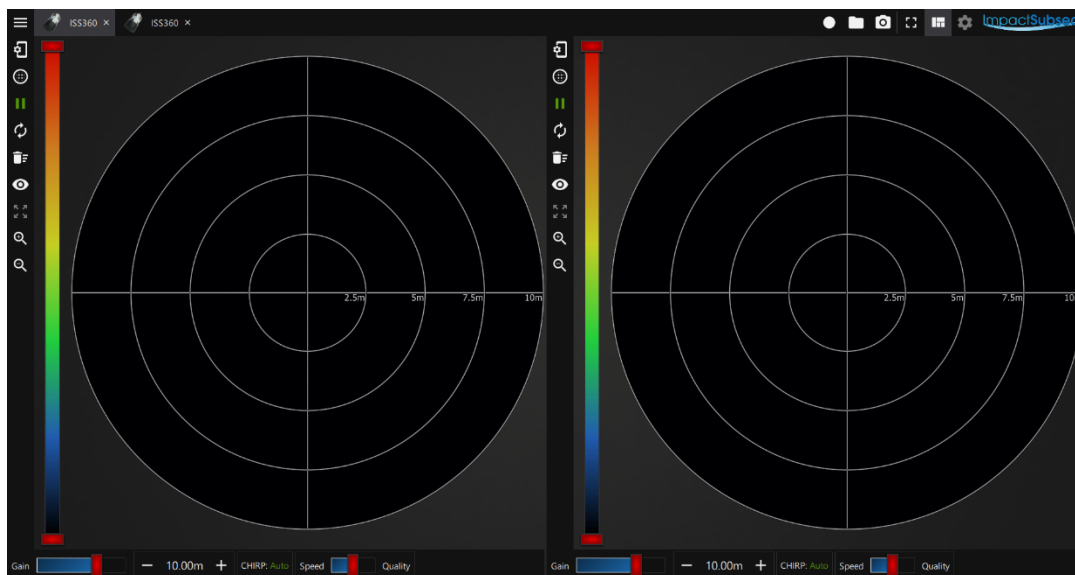 ISS360 × ISS360 × ImpactSubsea
2.5m 5m 7.5m 10m 2.5m 5m 7.5m 10
Gain − 10.00m + CHIRP: Auto Speed Quality Gain − 10.00m + CHIRP: Auto Speed Quality